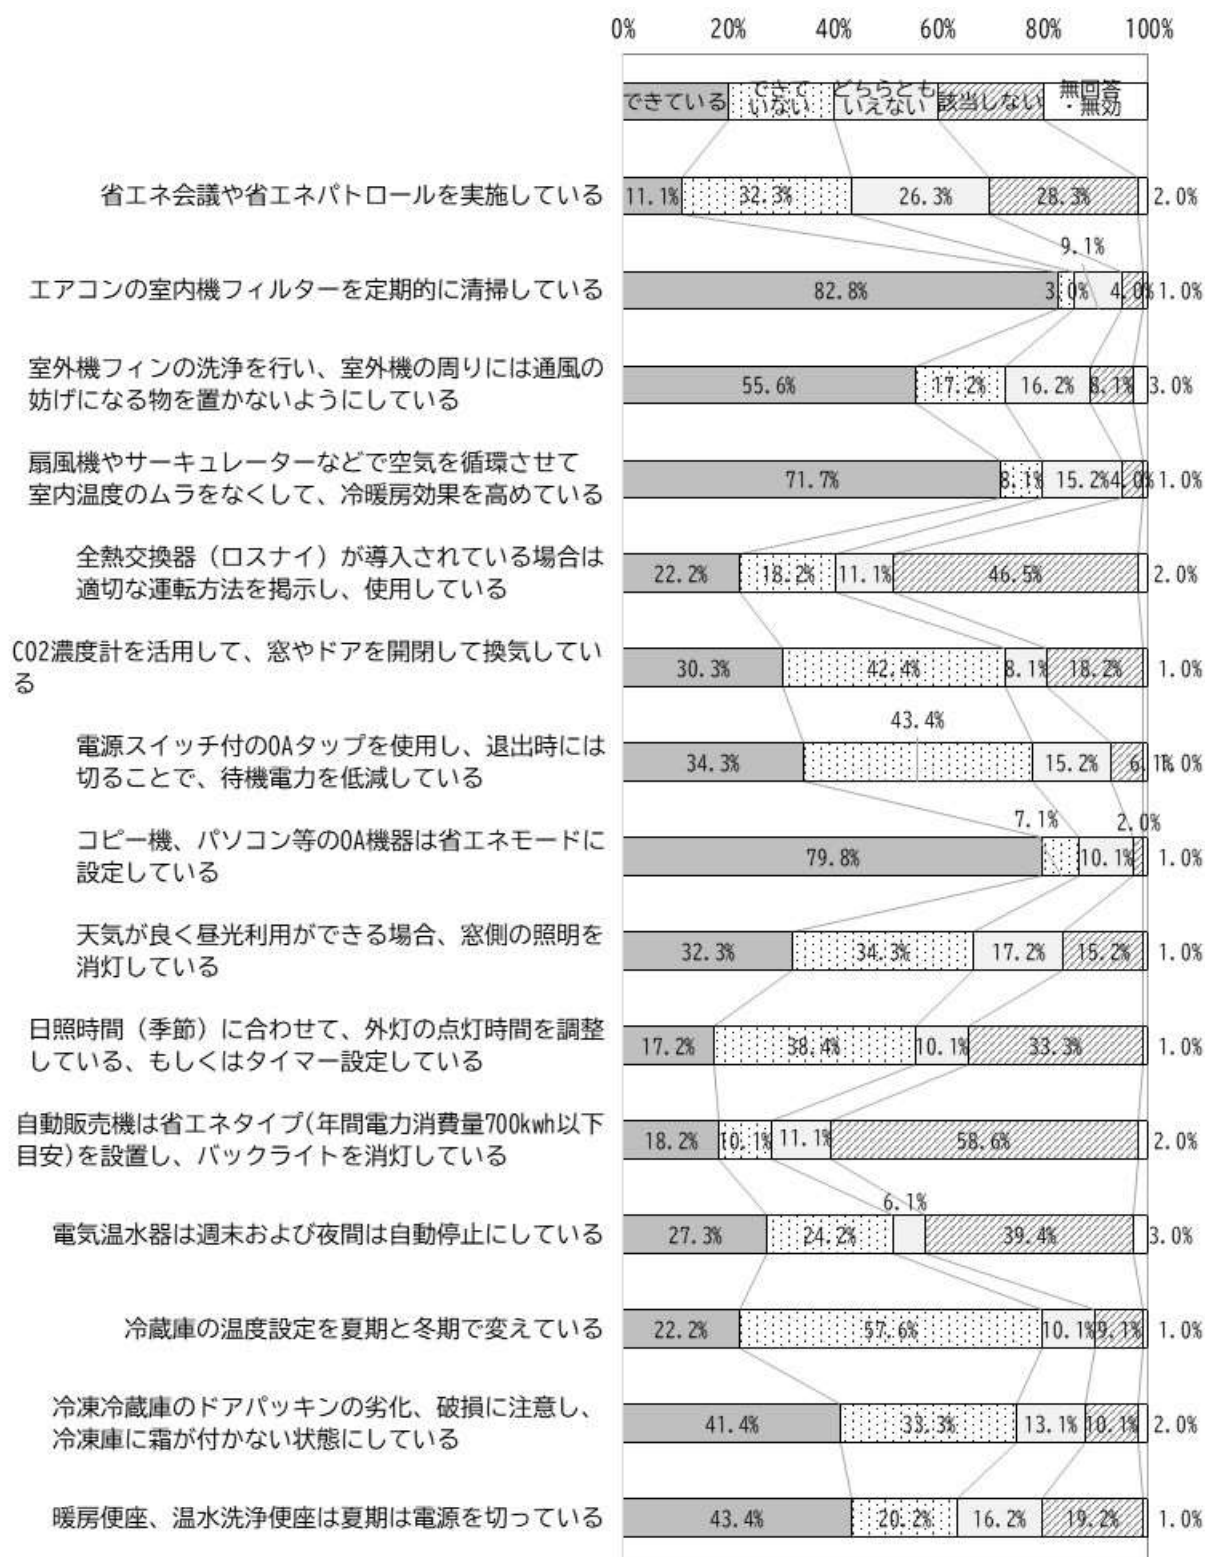 0% 20% 40% 60% 80% 100%
できている できて いない どちらとも いえない 該当しない 無回答 ・無効
省エネ会議や省エネパトロールを実施している 11.1% 32.3% 26.3% 28.3% 2.0%
9.1%
エアコンの室内機フィルターを定期的に清掃している 82.8% 3.0% 4.0% 1.0%
室外機フィンの洗浄を行い、室外機の周りには通風の
妨げになる物を置かないようにしている
55.6% 17.2% 16.2% 8.1% 3.0%
扇風機やサーキュレーターなどで空気を循環させて
室内温度のムラをなくして、冷暖房効果を高めている
71.7% 8.1% 15.2% 4.0% 1.0%
全熱交換器（ロスナイ）が導入されている場合は
適切な運転方法を掲示し、使用している
22.2% 18.2% 11.1% 46.5% 2.0%
CO2濃度計を活用して、窓やドアを開閉して換気してい
る
30.3% 42.4% 8.1% 18.2% 1.0%
43.4%
電源スイッチ付のOAタップを使用し、退出時には
切ることで、待機電力を低減している
34.3% 15.2% 6.1% 1.0%
7.1% 2.0%
コピー機、パソコン等のOA機器は省エネモードに
設定している
79.8% 10.1% 1.0%
天気が良く昼光利用ができる場合、窓側の照明を
消灯している
32.3% 34.3% 17.2% 15.2% 1.0%
日照時間（季節）に合わせて、外灯の点灯時間を調整
している、もしくはタイマー設定している
17.2% 38.4% 10.1% 33.3% 1.0%
自動販売機は省エネタイプ(年間電力消費量700kwh以下
目安)を設置し、バックライトを消灯している
18.2% 10.1% 11.1% 58.6% 2.0%
6.1%
電気温水器は週末および夜間は自動停止にしている 27.3% 24.2% 39.4% 3.0%
冷蔵庫の温度設定を夏期と冬期で変えている 22.2% 57.6% 10.1% 9.1% 1.0%
冷凍冷蔵庫のドアパッキンの劣化、破損に注意し、
冷凍庫に霜が付かない状態にしている
41.4% 33.3% 13.1% 10.1% 2.0%
暖房便座、温水洗浄便座は夏期は電源を切っている 43.4% 20.2% 16.2% 19.2% 1.0%